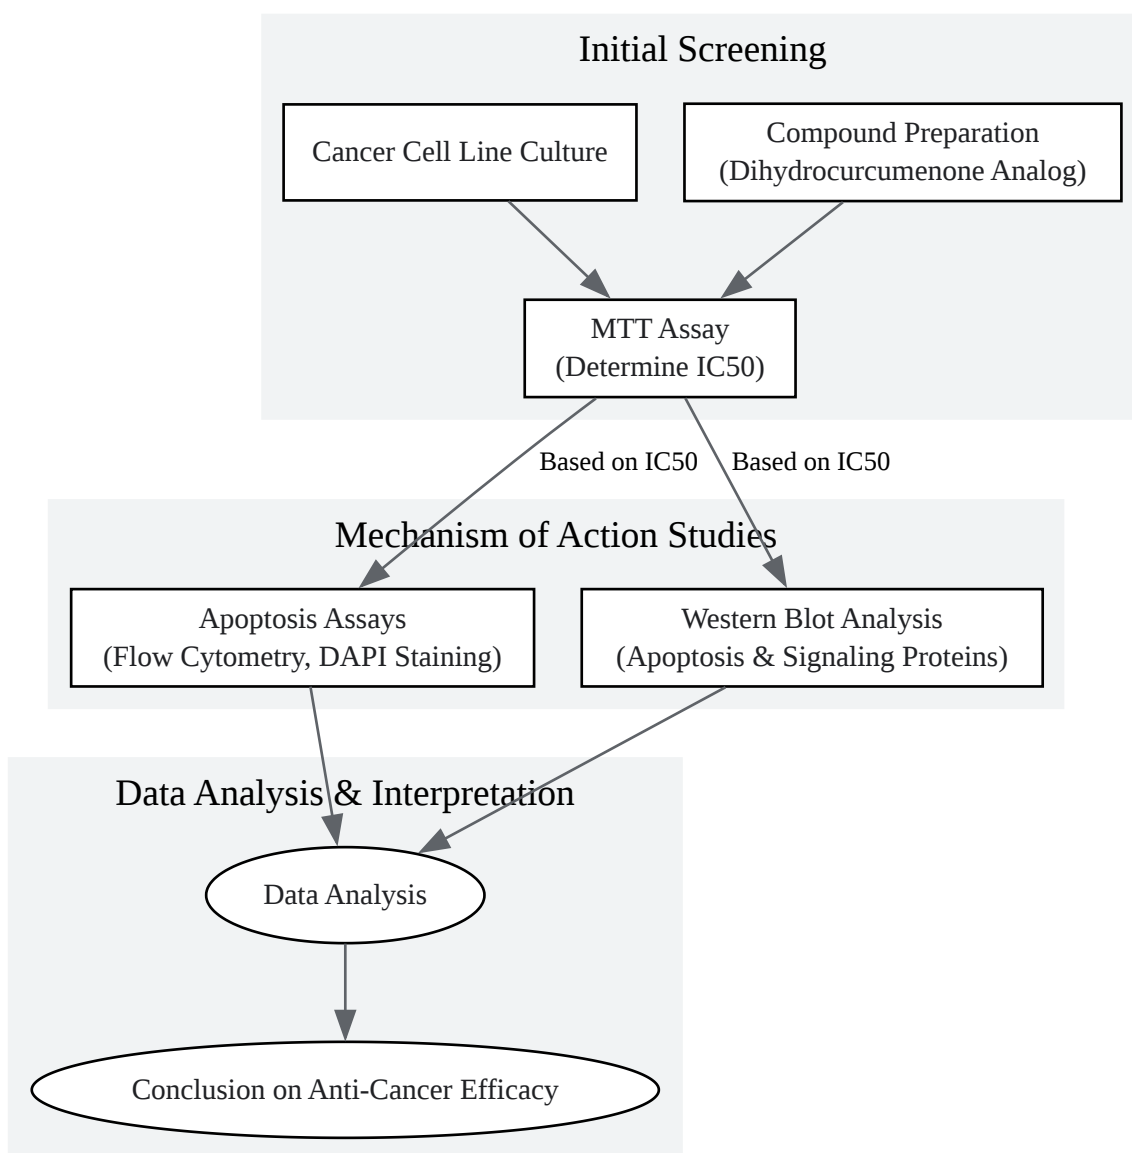 Initial Screening
Cancer Cell Line Culture
Compound Preparation
(Dihydrocurcumenone Analog)
MTT Assay
(Determine IC50)
Based on IC50
Based on IC50
Mechanism of Action Studies
Apoptosis Assays
(Flow Cytometry, DAPI Staining)
Western Blot Analysis
(Apoptosis & Signaling Proteins)
Data Analysis & Interpretation
Data Analysis
Conclusion on Anti-Cancer Efficacy